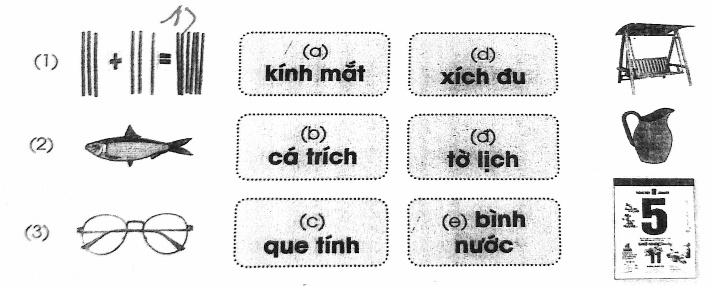 (1) + =
(a) kính mắt
(d) xích đu
(2)
(b) cá trích
(đ) tờ lịch
5
11
(3)
(c) que tính
(e) bình nước